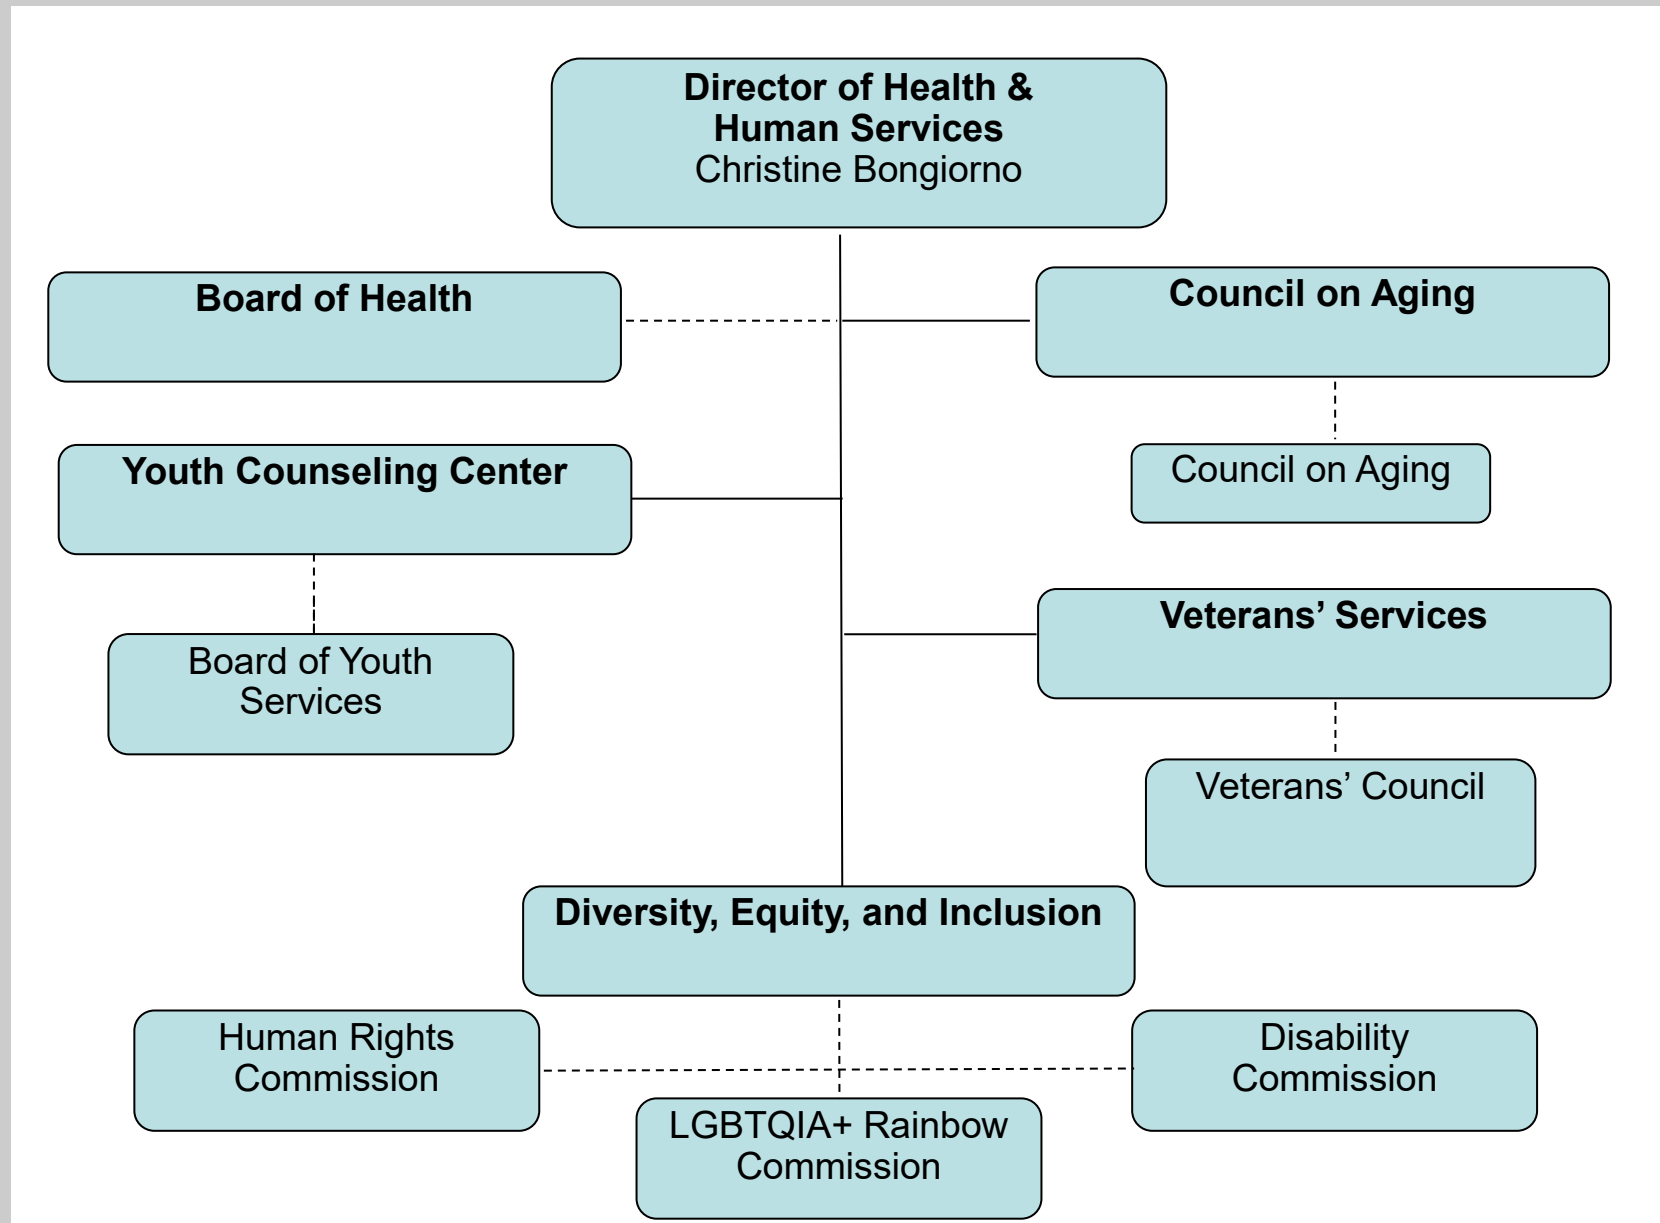 Director of Health &
Human Services
Christine Bongiorno
Board of Health
Council on Aging
Youth Counseling Center
Council on Aging
Board of Youth
Services
Veterans’ Services
Veterans’ Council
Diversity, Equity, and Inclusion
Human Rights
Commission
LGBTQIA+ Rainbow
Commission
Disability
Commission